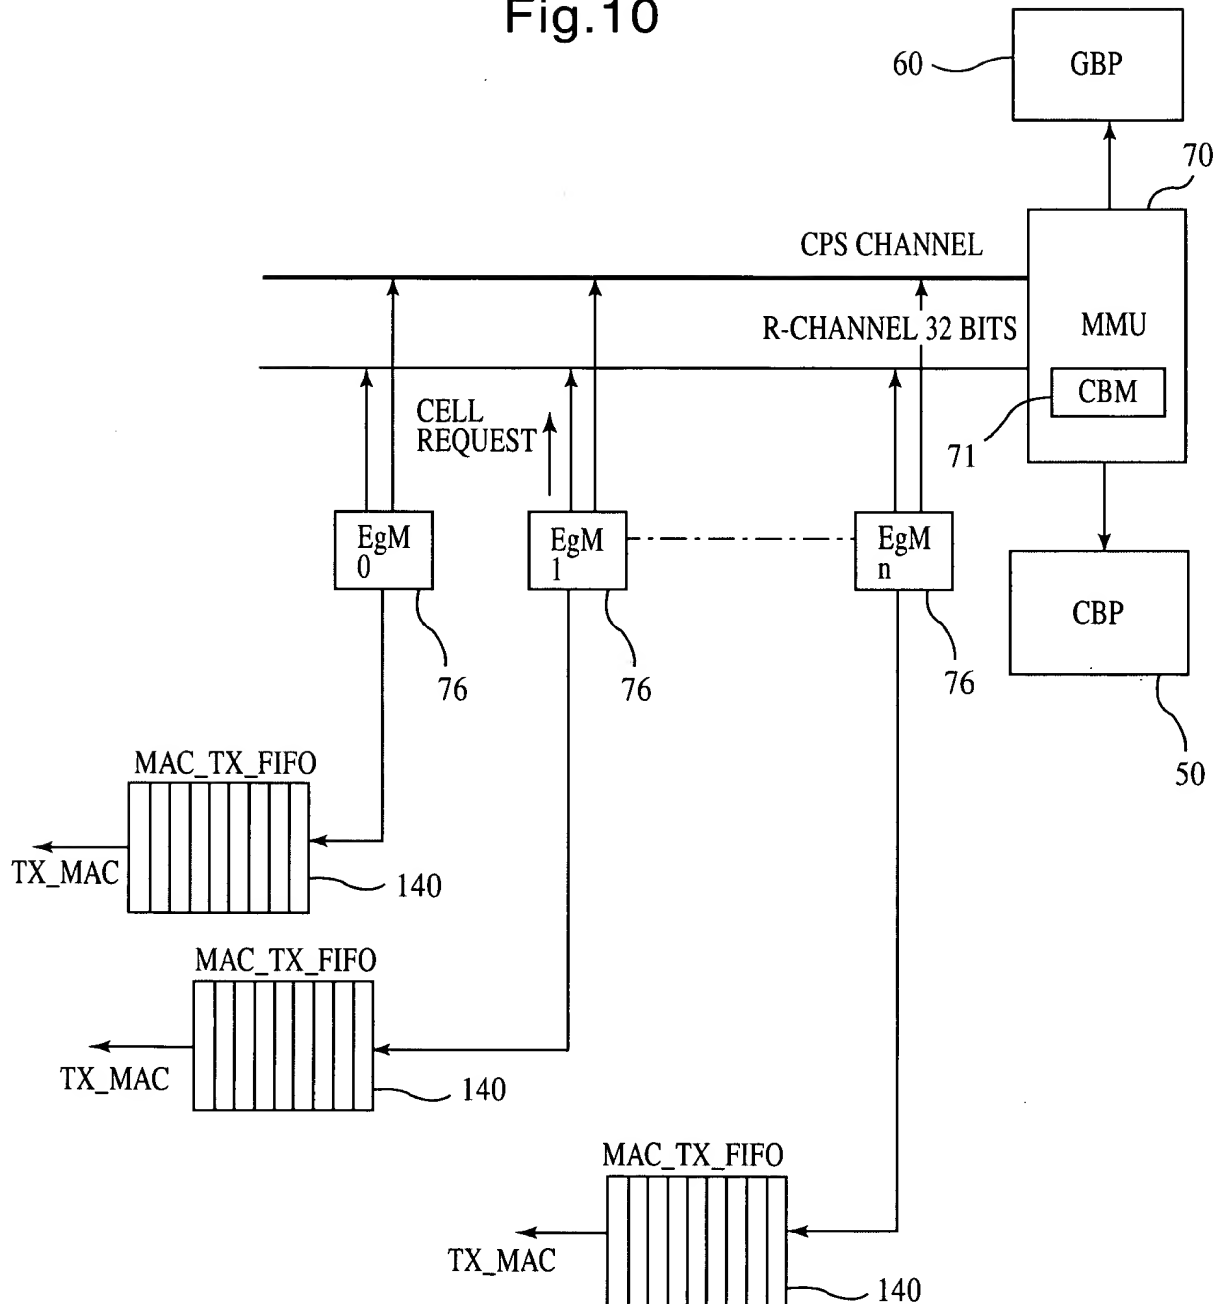 Fig.10
60
GBP
70
CPS CHANNEL
R-CHANNEL 32 BITS
MMU
CBM
71
CELL
REQUEST
EgM
0
EgM
1
EgM
n
76
76
76
CBP
50
MAC_TX_FIFO
TX_MAC
140
MAC_TX_FIFO
TX_MAC
140
MAC_TX_FIFO
TX_MAC
140